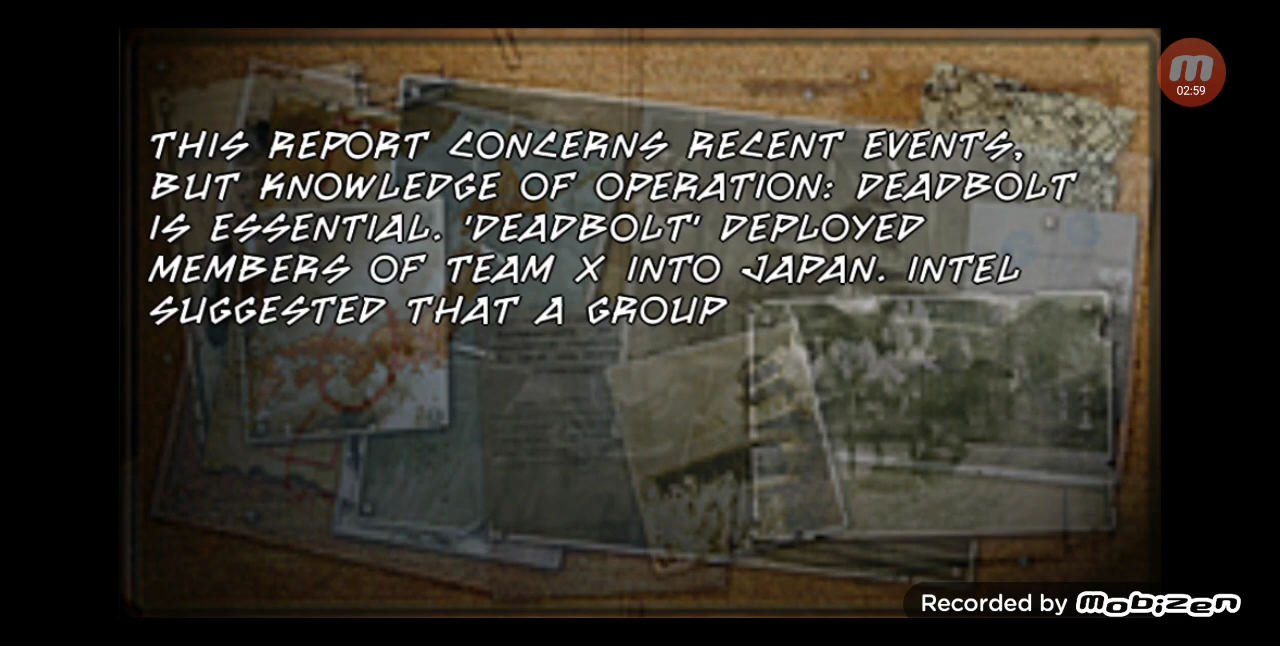 02:59
THIS REPORT CONCERNS RECENT EVENTS,
BUT KNOWLEDGE OF OPERATION: DEADBOLT
IS ESSENTIAL. 'DEADBOLT' DEPLOYED
MEMBERS OF TEAM X INTO JAPAN. INTEL
SUGGESTED THAT A GROUP
Recorded by mobizen